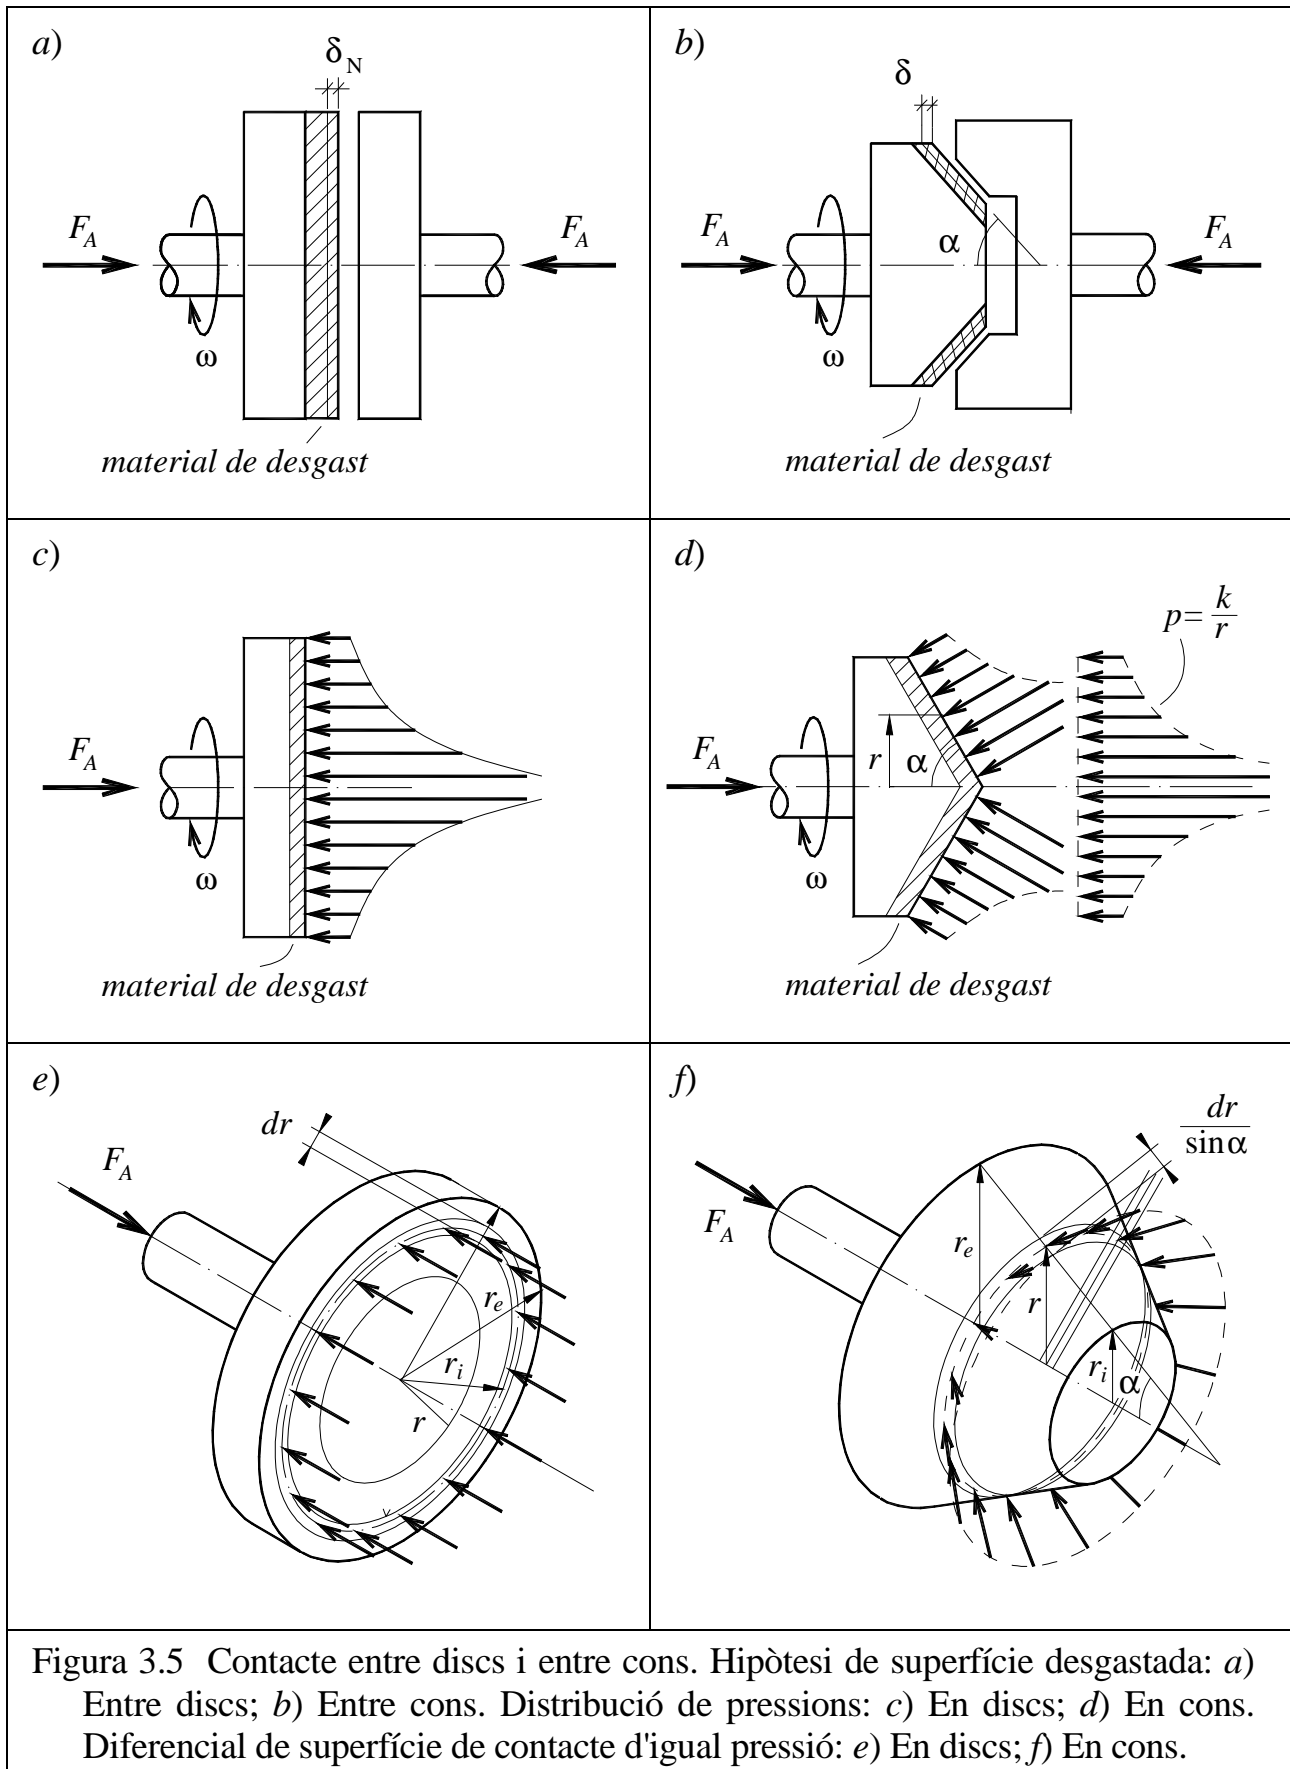 a)
δN
FA
FA
ω
material de desgast
b)
δ
FA
α
FA
ω
material de desgast
c)
FA
ω
material de desgast
d)
p= k/r
FA
r
α
ω
material de desgast
e)
dr
FA
re
ri
r
f)
dr/sinα
FA
re
r
ri
α
Figura 3.5 Contacte entre discs i entre cons. Hipòtesi de superfície desgastada: a)
Entre discs; b) Entre cons. Distribució de pressions: c) En discs; d) En cons.
Diferencial de superfície de contacte d'igual pressió: e) En discs; f) En cons.